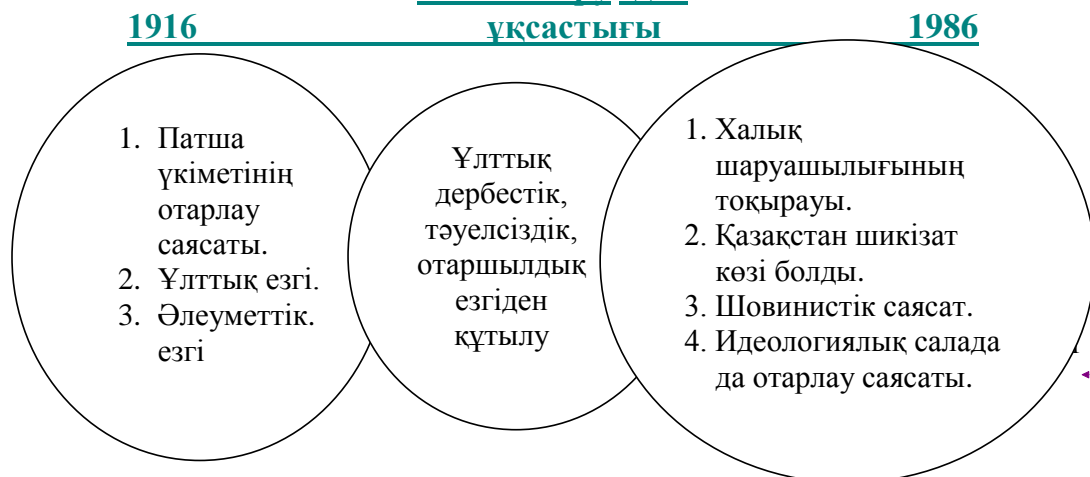 1916 ұқсастығы 1986
1. Патша
үкіметінің
отарлау
саясаты.
2. Ұлттық езгі.
3. Әлеуметтік.
езгі
Ұлттық
дербестік,
тәуелсіздік,
отаршылдық
езгіден
құтылу
1. Халық
шаруашылығының
тоқырауы.
2. Қазақстан шикізат
көзі болды.
3. Шовинистік саясат.
4. Идеологиялық салада
да отарлау саясаты.